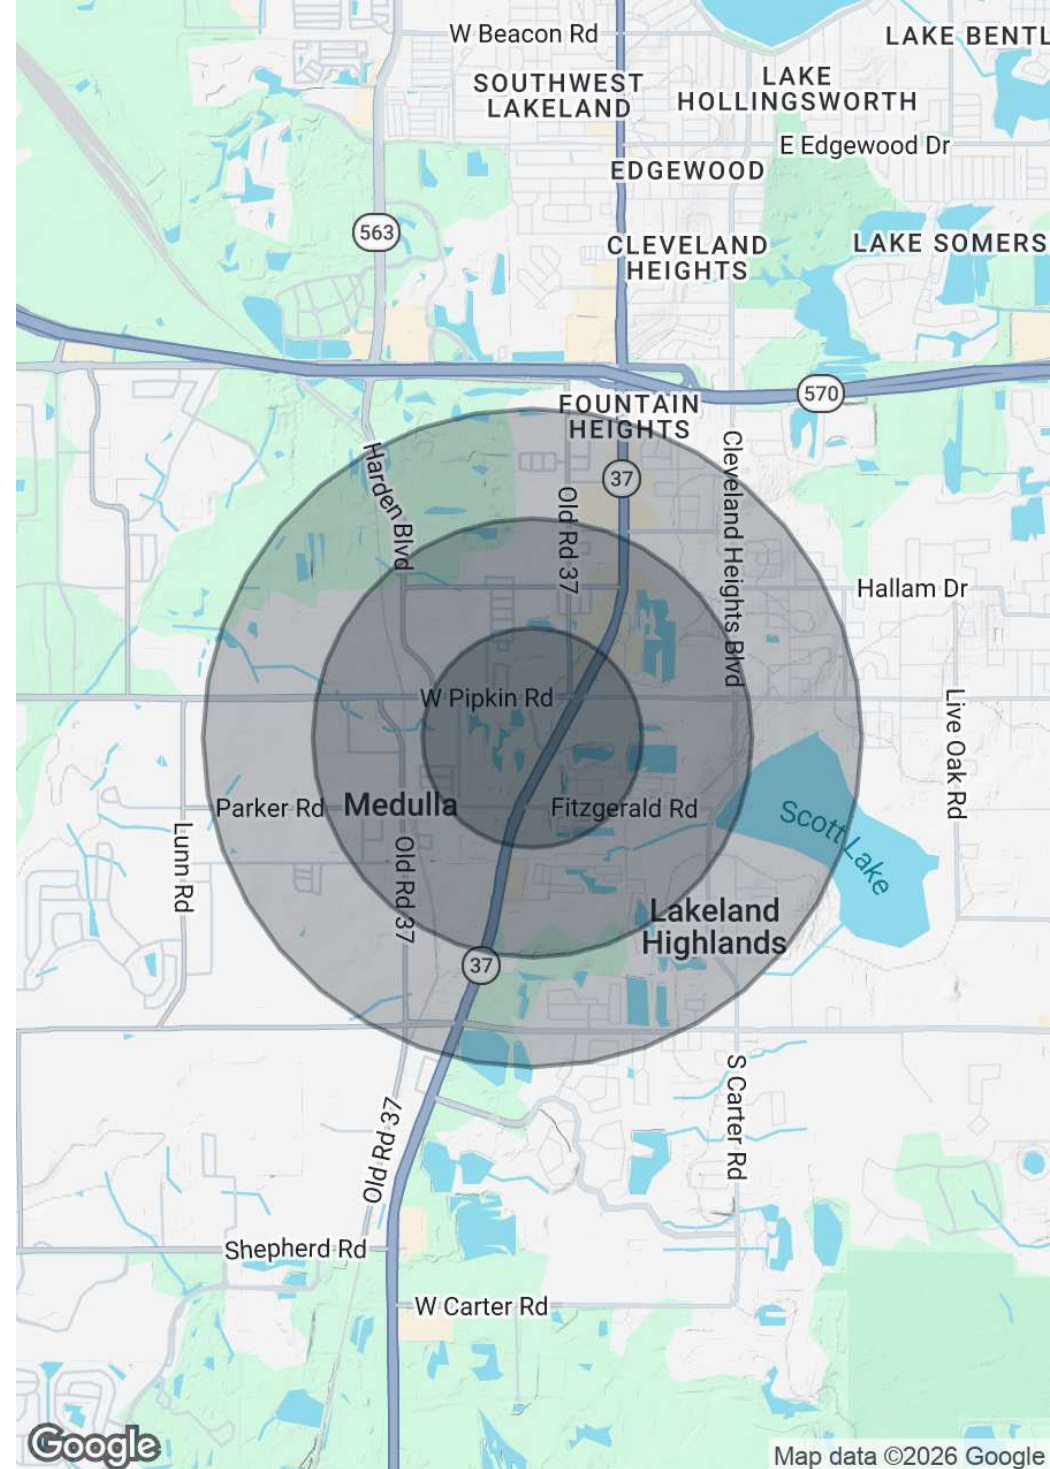 W Beacon Rd
LAKE BENTL
SOUTHWEST
LAKELAND
LAKE
HOLLINGSWORTH
E Edgewood Dr
EDGEWOOD
563
CLEVELAND
HEIGHTS
LAKE SOMERS
570
FOUNTAIN
HEIGHTS
37
Harden Blvd
Old Rd 37
Cleveland Heights Blvd
Hallam Dr
W Pipkin Rd
Live Oak Rd
Parker Rd
Medulla
Fitzgerald Rd
Scott Lake
Lunn Rd
Old Rd 37
Lakeland
Highlands
37
S Carter Rd
Old Rd 37
Shepherd Rd
W Carter Rd
Google
Map data ©2026 Google